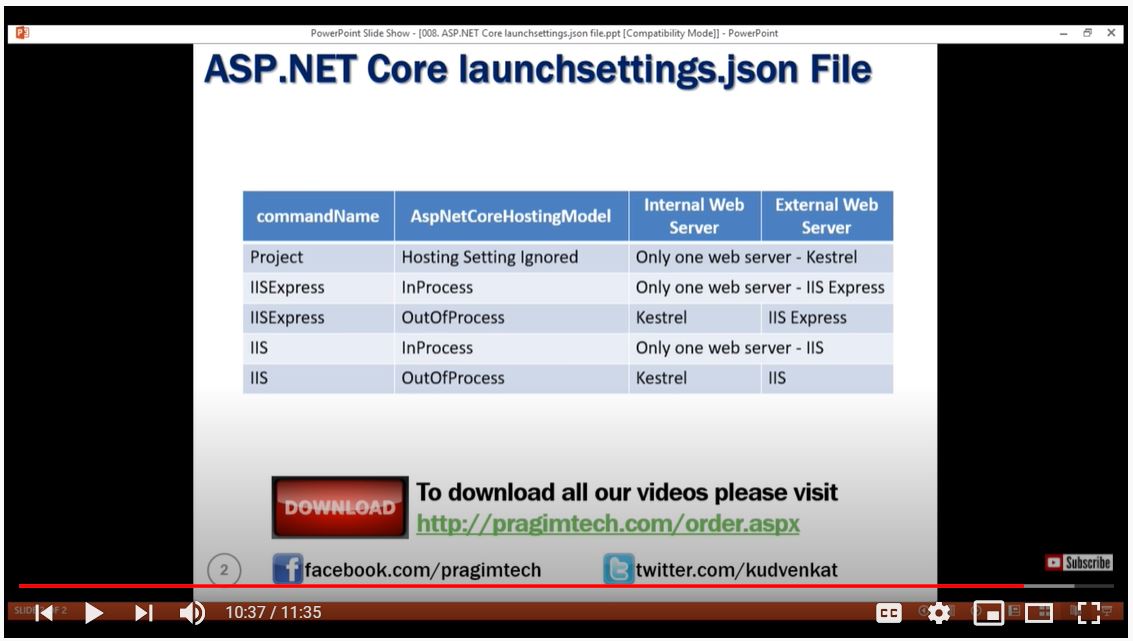 PowerPoint Slide Show - [008. ASP.NET Core launchsettings.json file.ppt [Compatibility Mode]] - PowerPoint
ASP.NET Core launchsettings.json File
commandName AspNetCoreHostingModel Internal Web Server External Web Server
Project Hosting Setting Ignored Only one web server - Kestrel
IISExpress InProcess Only one web server - IIS Express
IISExpress OutOfProcess Kestrel IIS Express
IIS InProcess Only one web server - IIS
IIS OutOfProcess Kestrel IIS
DOWNLOAD
To download all our videos please visit
http://pragimtech.com/order.aspx
2
facebook.com/pragimtech
twitter.com/kudvenkat
Subscribe
10:37 / 11:35
CC